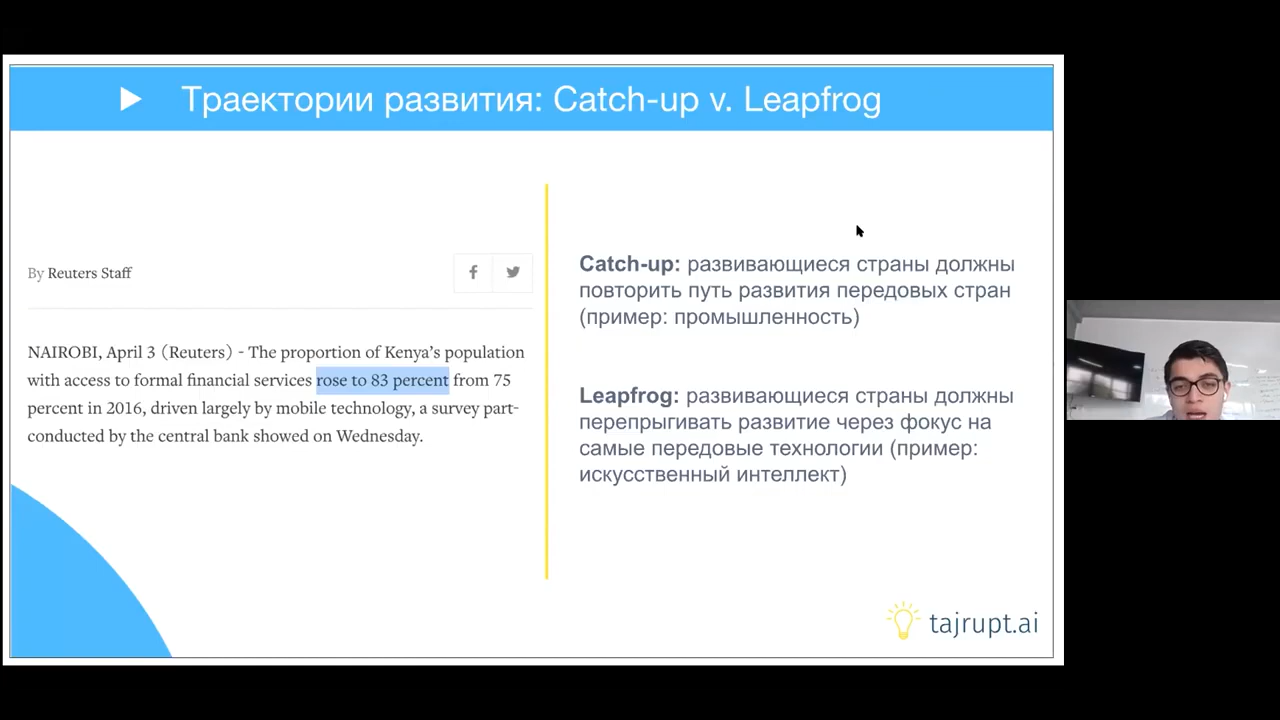 Траектории развития: Catch-up v. Leapfrog
By Reuters Staff
NAIROBI, April 3 (Reuters) - The proportion of Kenya’s population
with access to formal financial services rose to 83 percent from 75
percent in 2016, driven largely by mobile technology, a survey part-
conducted by the central bank showed on Wednesday.
Catch-up: развивающиеся страны должны
повторить путь развития передовых стран
(пример: промышленность)
Leapfrog: развивающиеся страны должны
перепрыгивать развитие через фокус на
самые передовые технологии (пример:
искусственный интеллект)
tajrupt.ai